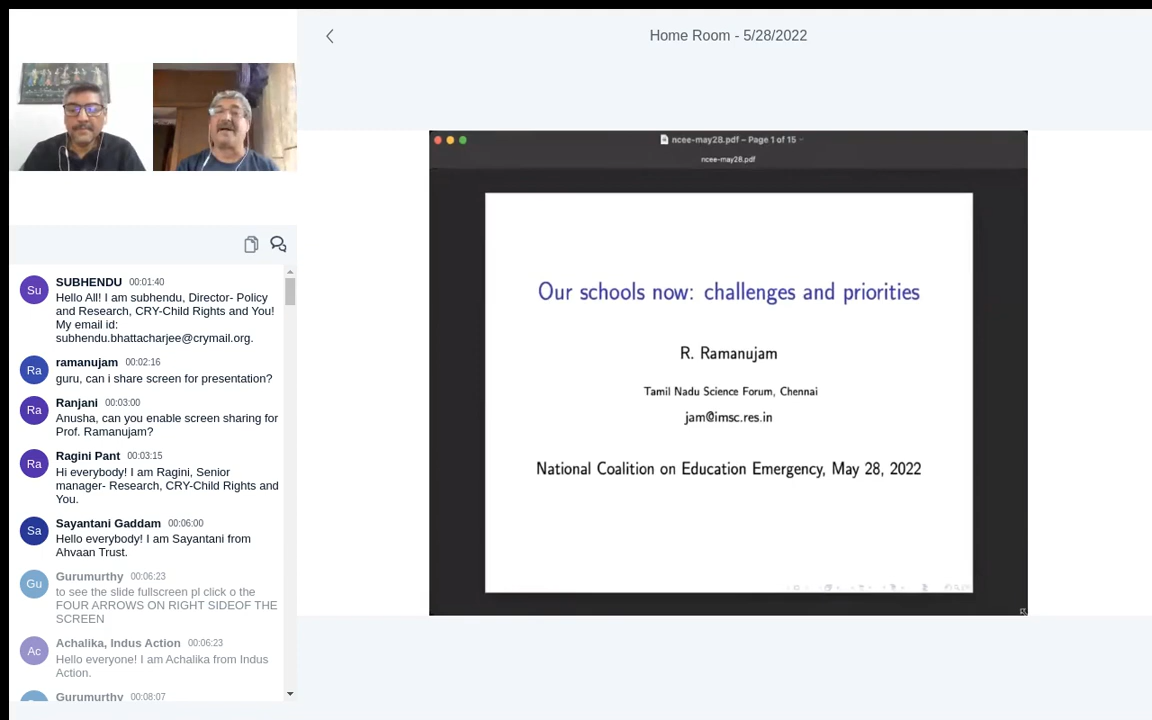 Home Room - 5/28/2022
Su
SUBHENDU 00:01:40
Hello All! I am subhendu, Director- Policy
and Research, CRY-Child Rights and You!
My email id:
subhendu.bhattacharjee@crymail.org.
Ra
ramanujam 00:02:16
guru, can i share screen for presentation?
Ra
Ranjani 00:03:00
Anusha, can you enable screen sharing for
Prof. Ramanujam?
Ra
Ragini Pant 00:03:15
Hi everybody! I am Ragini, Senior
manager- Research, CRY-Child Rights and
You.
Sa
Sayantani Gaddam 00:06:00
Hello everybody! I am Sayantani from
Ahvaan Trust.
Gu
Gurumurthy 00:06:23
to see the slide fullscreen pl click o the
FOUR ARROWS ON RIGHT SIDEOF THE
SCREEN
Ac
Achalika, Indus Action 00:06:23
Hello everyone! I am Achalika from Indus
Action.
Gurumurthy 00:08:07
ncee-may28.pdf – Page 1 of 15
ncee-may28.pdf
Our schools now: challenges and priorities
R. Ramanujam
Tamil Nadu Science Forum, Chennai
jam@imsc.res.in
National Coalition on Education Emergency, May 28, 2022